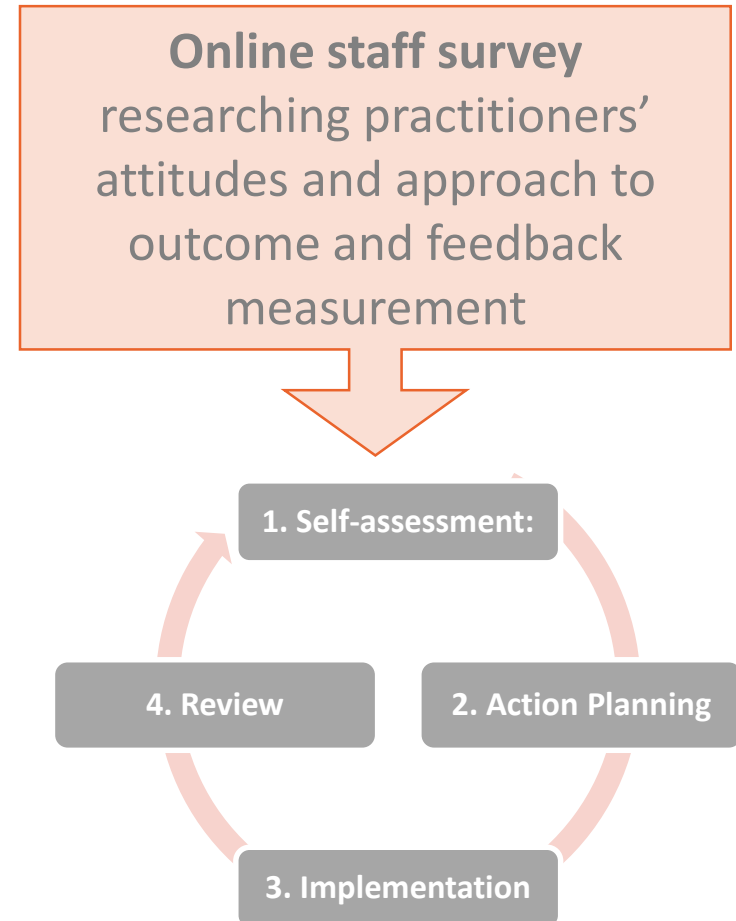 Online staff survey
researching practitioners’
attitudes and approach to
outcome and feedback
measurement
1. Self-assessment:
2. Action Planning
3. Implementation
4. Review